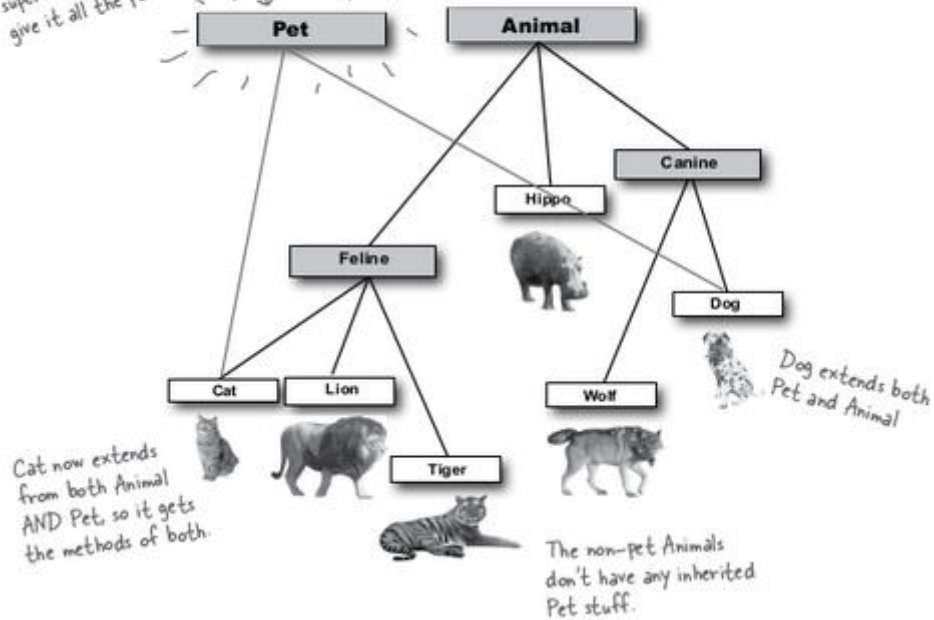 give it all the
Pet
Animal
Canine
Hippo
Feline
Dog
Cat
Lion
Wolf
Tiger
Dog extends both
Pet and Animal
Cat now extends
from both Animal
AND Pet, so it gets
the methods of both.
The non-pet Animals
don't have any inherited
Pet stuff.